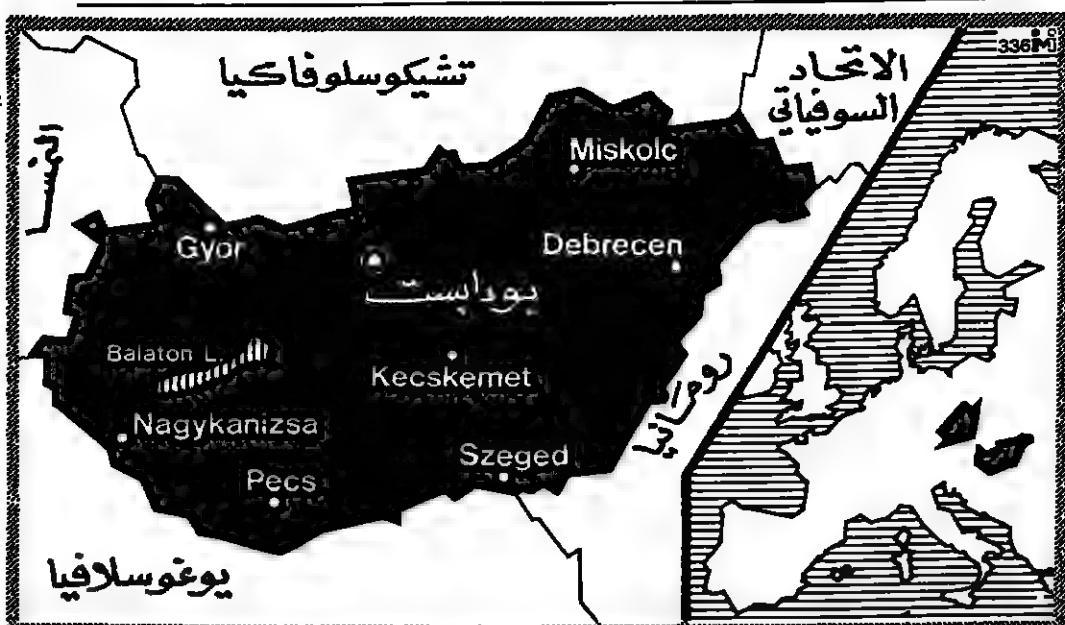 336M
تشيكوسلوفاكيا
الاتحاد
السوفياتي
النمسا
Miskolc
Gyor
Debrecen
بودابست
Balaton L.
Kecskemet
رومانيا
Nagykanizsa
Szeged
Pecs
يوغوسلافيا